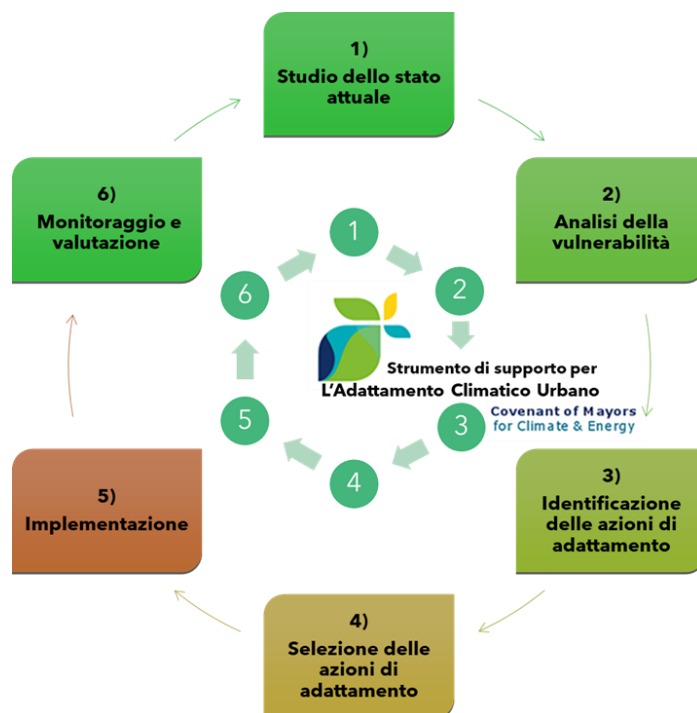 1)
Studio dello stato
attuale
2)
Analisi della
vulnerabilità
3)
Identificazione
delle azioni di
adattamento
4)
Selezione delle
azioni di
adattamento
5)
Implementazione
6)
Monitoraggio e
valutazione
1
2
3
4
5
6
Strumento di supporto per
L'Adattamento Climatico Urbano
Covenant of Mayors
for Climate & Energy